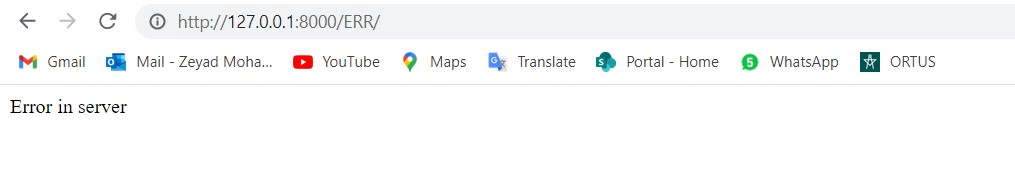 http://127.0.0.1:8000/ERR/
Gmail Mail - Zeyad Moha... YouTube Maps Translate Portal - Home 5 WhatsApp ORTUS
Error in server